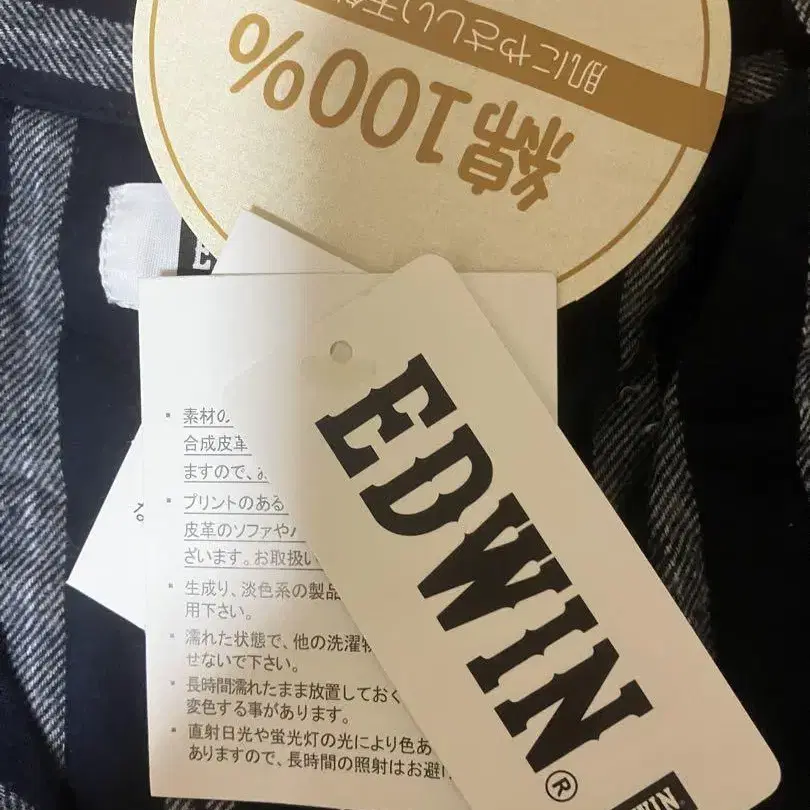 肌にやさしい天
綿100%
EDWIN®
素材の
合成皮革
ますので、
プリントのある
皮革のソファや
ざいます。お取扱い
生成り、淡色系の製品
用下さい。
濡れた状態で、他の洗濯物
せないで下さい。
長時間濡れたまま放置しておく
変色する事があります。
直射日光や蛍光灯の光により色あ
ありますので、長時間の照射はお避け
WIN